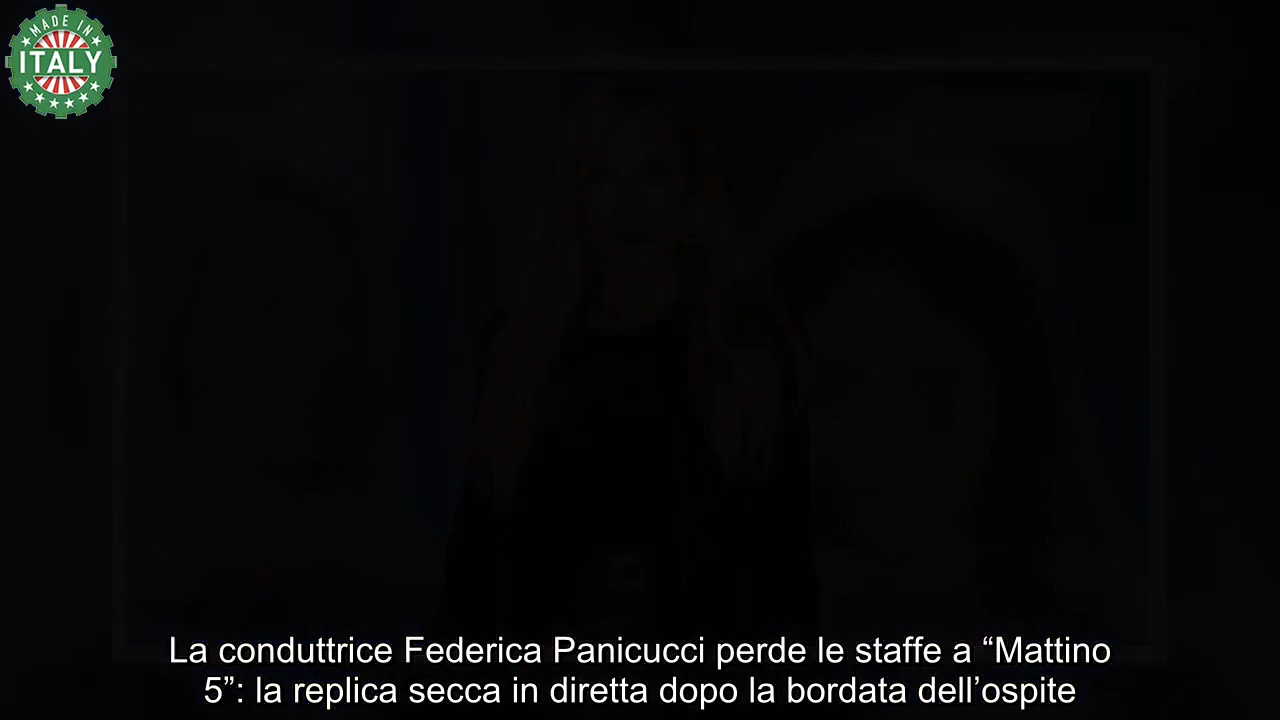 MADE IN
ITALY
La conduttrice Federica Panicucci perde le staffe a “Mattino
5”: la replica secca in diretta dopo la bordata dell’ospite